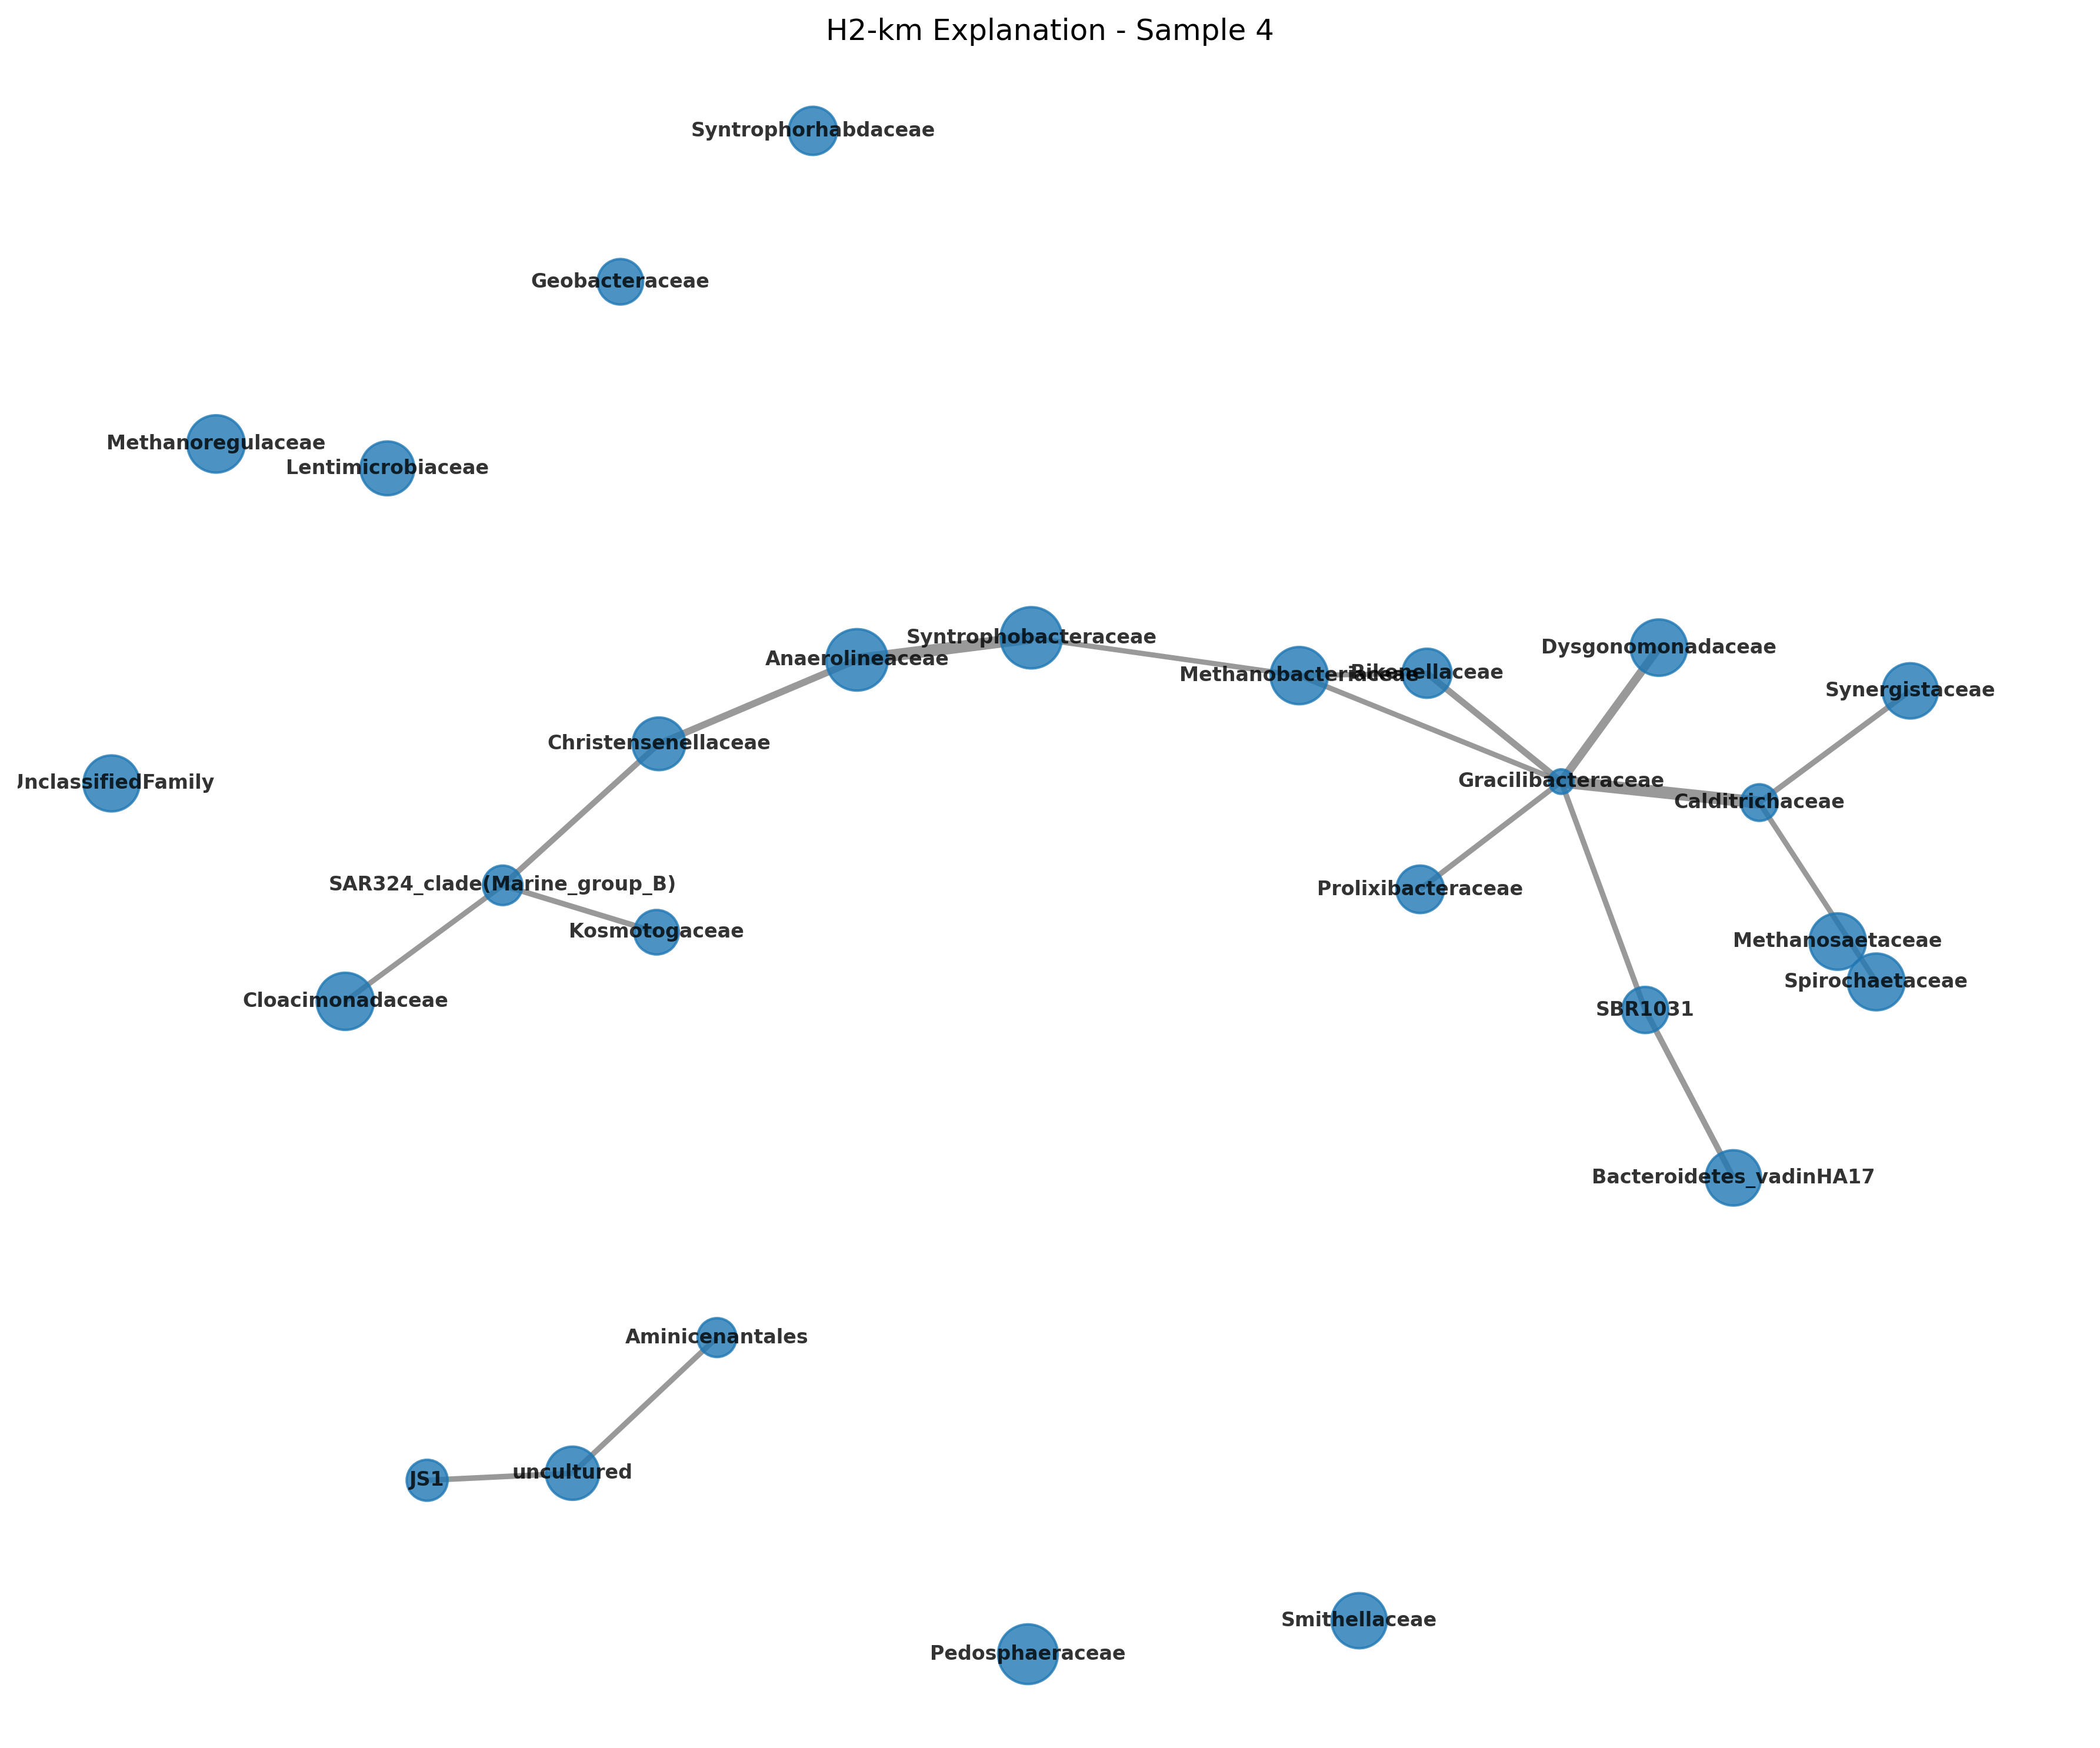 H2-km Explanation - Sample 4
Syntrophorhabdaceae
Geobacteraceae
Methanoregulaceae
Lentimicrobiaceae
Syntrophobacteraceae
Anaerolineaceae
Dysgonomonadaceae
Methanobacteriaceae
Rikenellaceae
Synergistaceae
Christensenellaceae
UnclassifiedFamily
Gracilibacteraceae
Calditrichaceae
SAR324_clade(Marine_group_B)
Prolixibacteraceae
Kosmotogaceae
Methanosaetaceae
Spirochaetaceae
Cloacimonadaceae
SBR1031
Bacteroidetes_vadinHA17
Aminicenantales
uncultured
JS1
Smithellaceae
Pedosphaeraceae